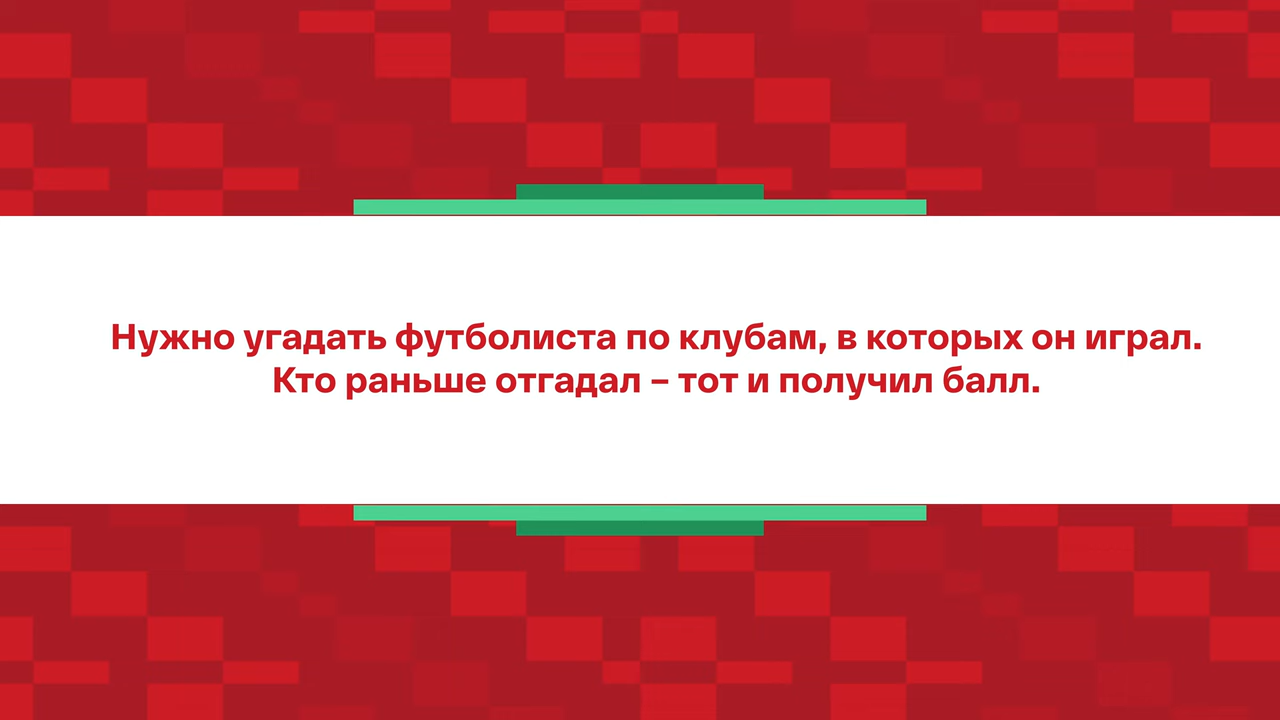 Нужно угадать футболиста по клубам, в которых он играл.
Кто раньше отгадал – тот и получил балл.